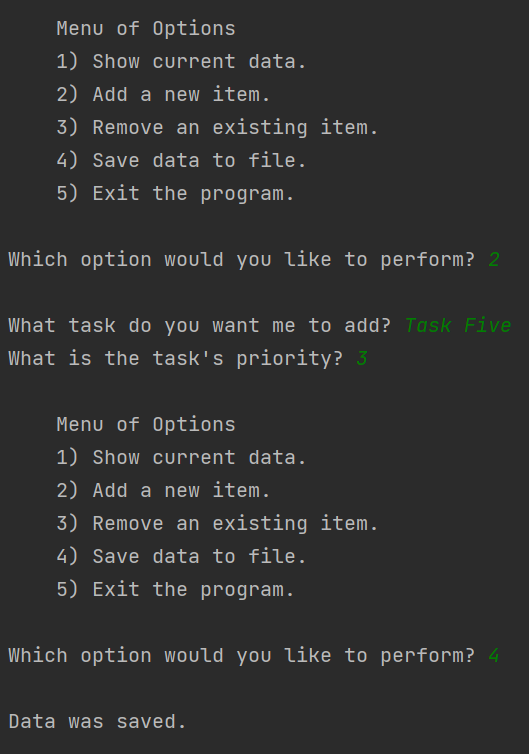 Menu of Options
1) Show current data.
2) Add a new item.
3) Remove an existing item.
4) Save data to file.
5) Exit the program.
Which option would you like to perform? 2
What task do you want me to add? Task Five
What is the task's priority? 3
Menu of Options
1) Show current data.
2) Add a new item.
3) Remove an existing item.
4) Save data to file.
5) Exit the program.
Which option would you like to perform? 4
Data was saved.